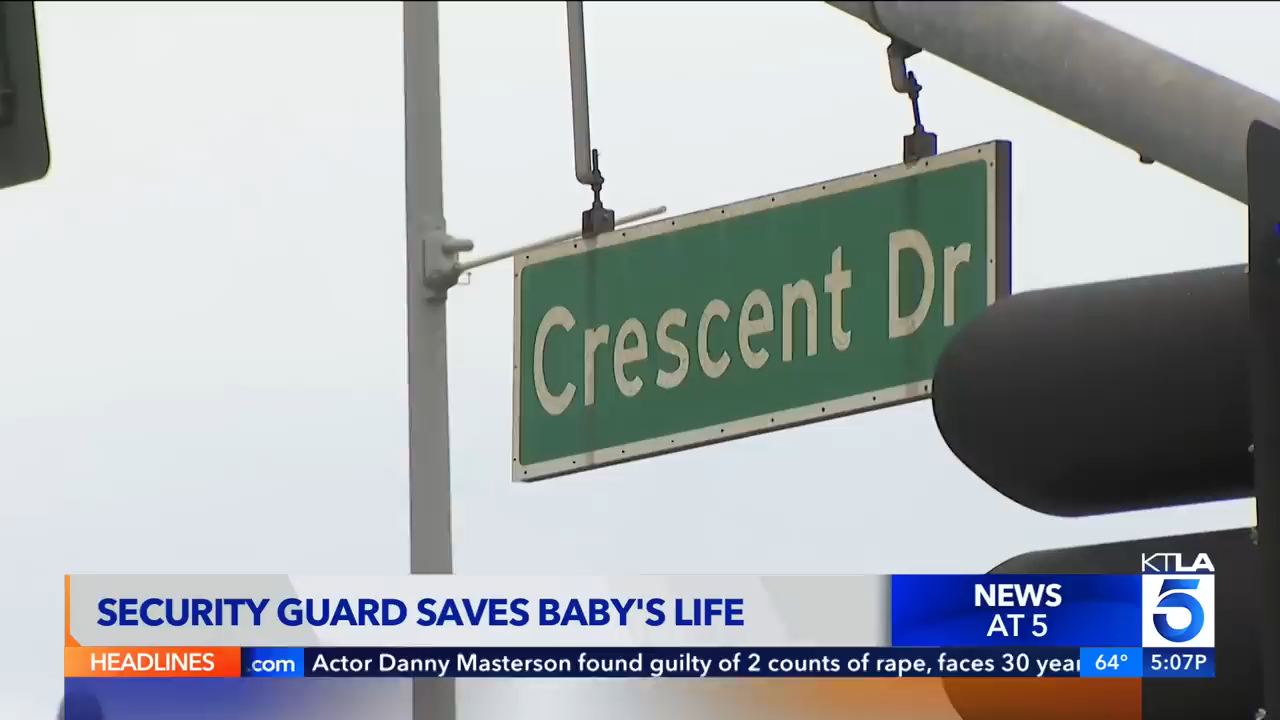 Crescent Dr
KTLA
5
SECURITY GUARD SAVES BABY'S LIFE
NEWS
AT 5
HEADLINES
.com
Actor Danny Masterson found guilty of 2 counts of rape, faces 30 year
64°
5:07P